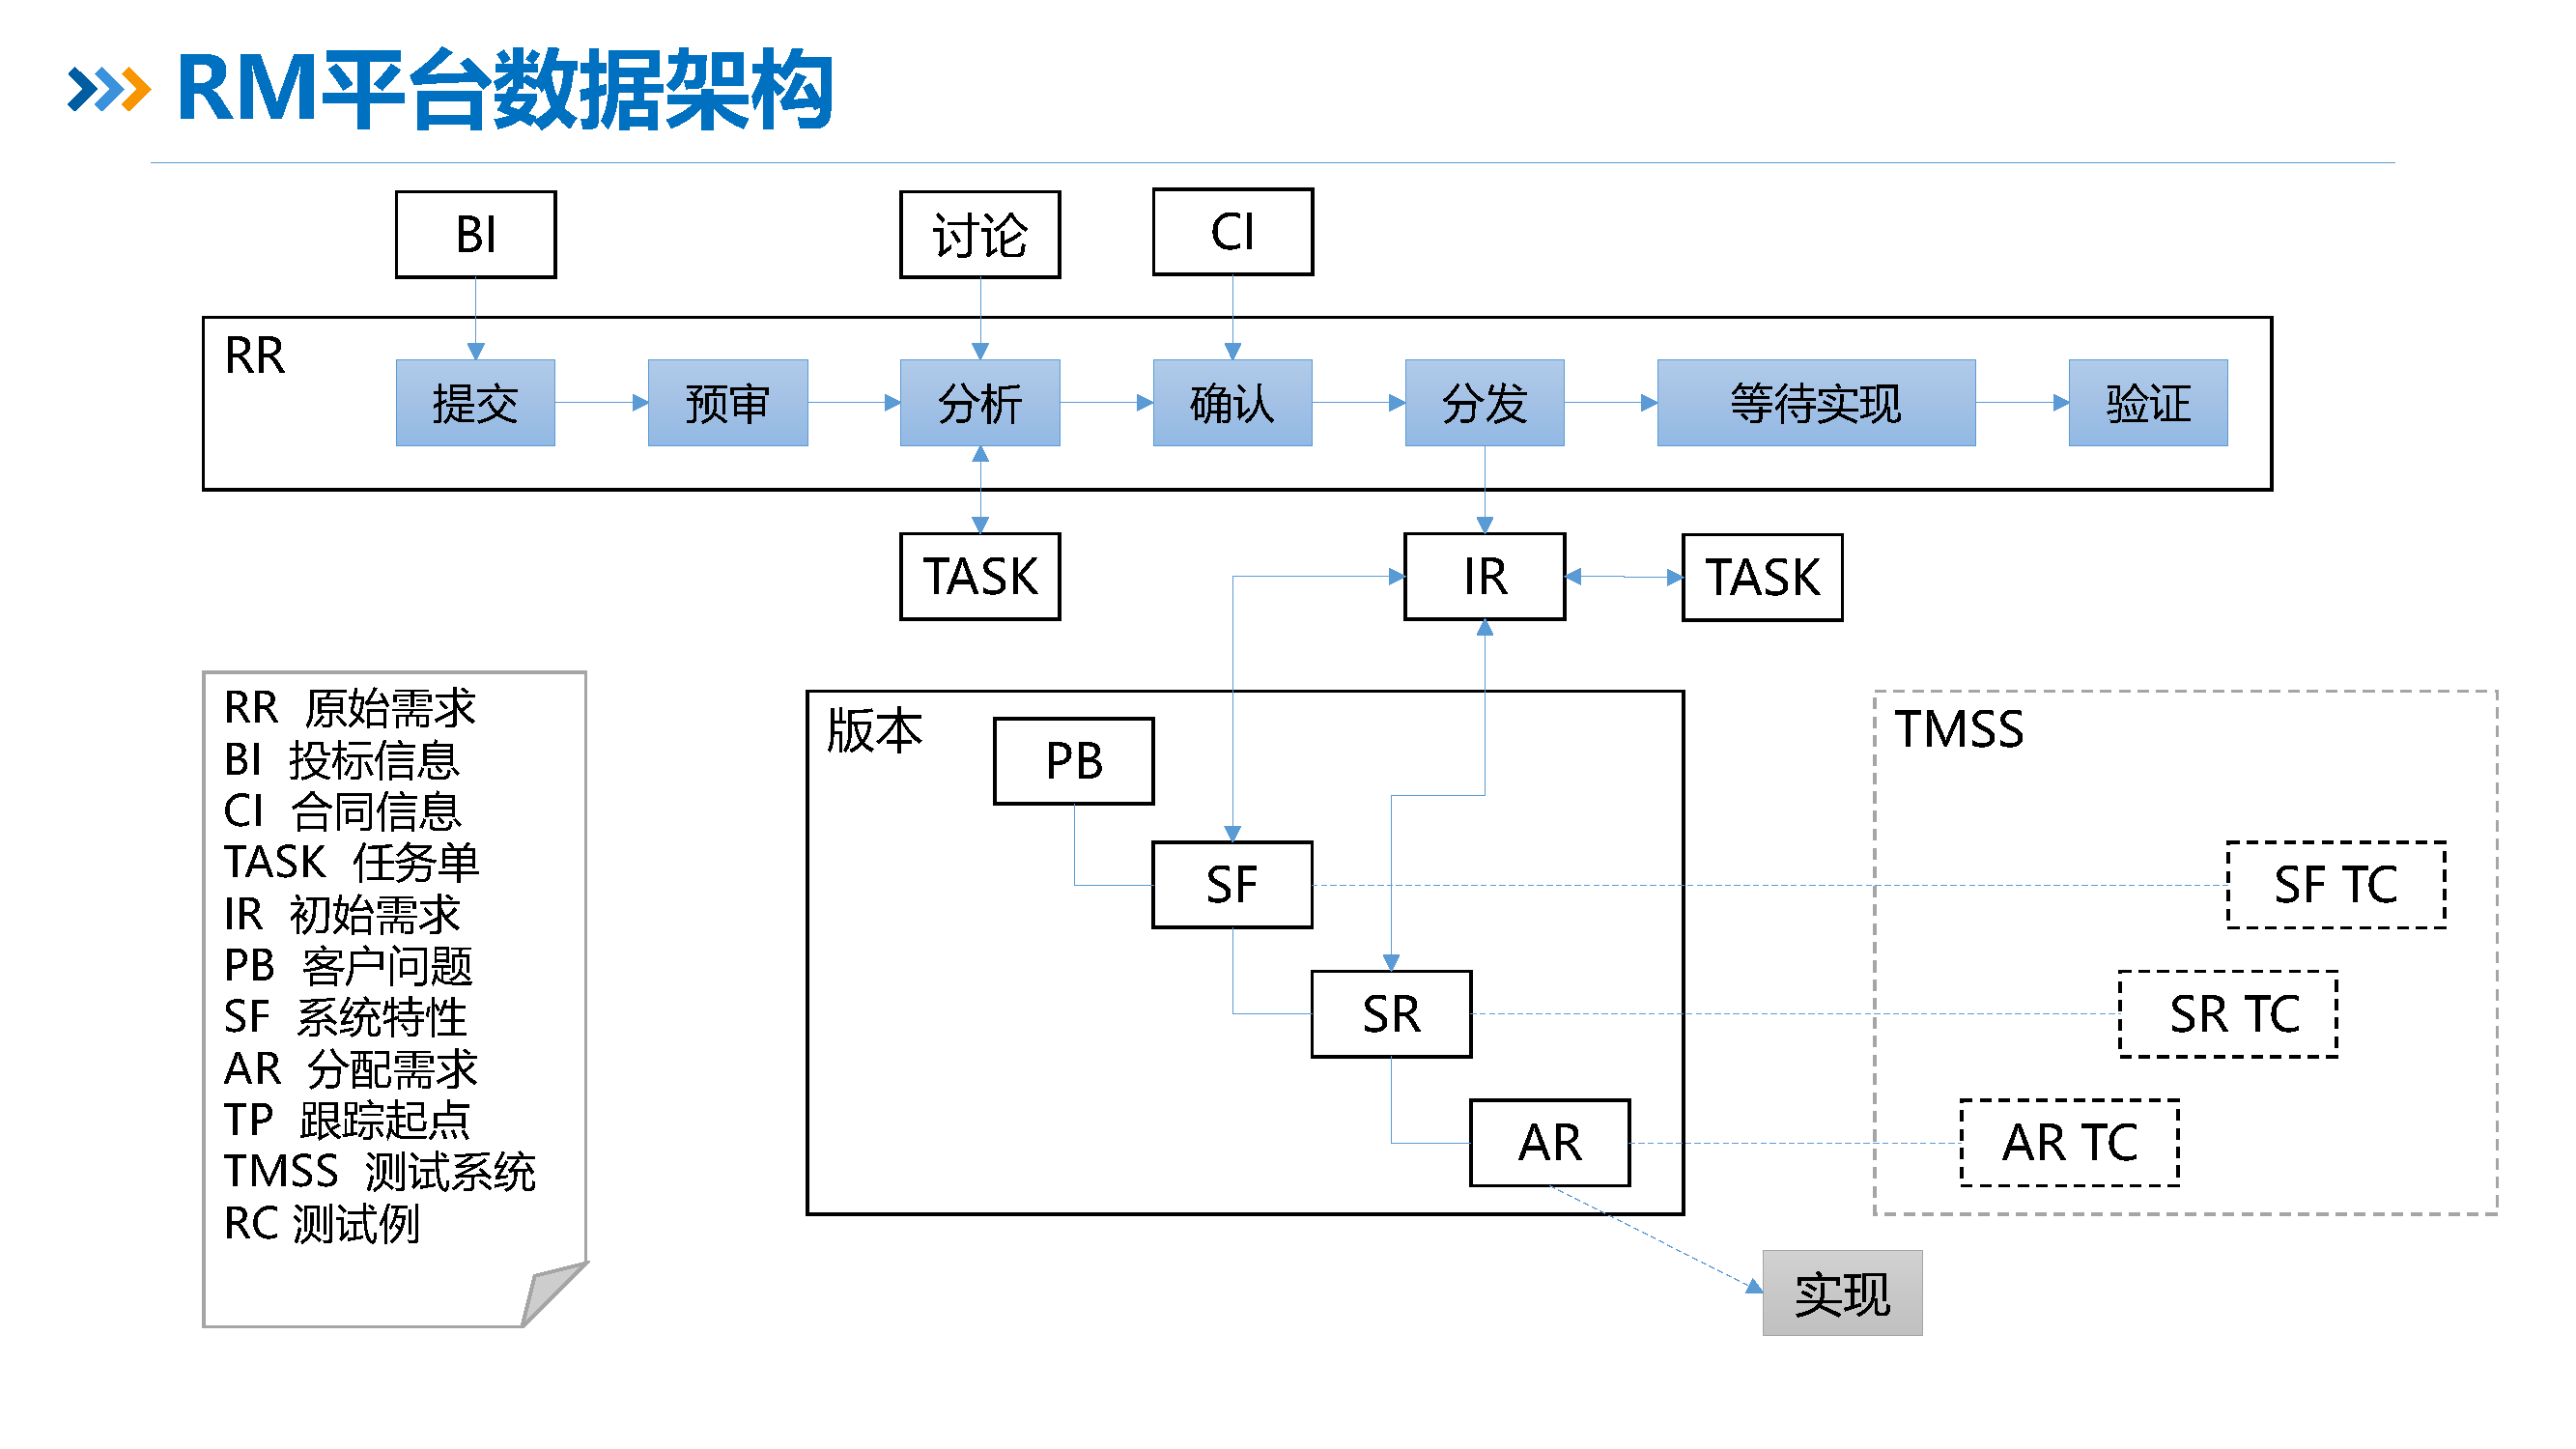 RM平台数据架构
BI
讨论
CI
RR
提交
预审
分析
确认
分发
等待实现
验证
TASK
IR
TASK
RR 原始需求
BI 投标信息
CI 合同信息
TASK 任务单
IR 初始需求
PB 客户问题
SF 系统特性
AR 分配需求
TP 跟踪起点
TMSS 测试系统
RC 测试例
版本
PB
SF
SR
AR
TMSS
SF TC
SR TC
AR TC
实现